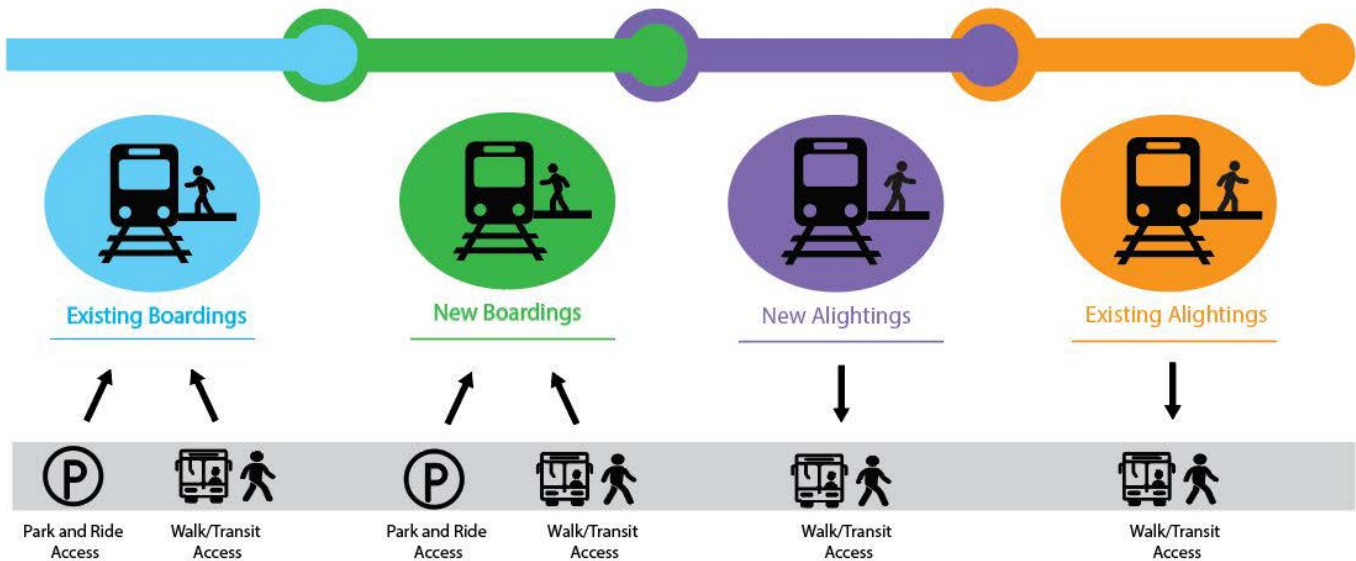 Existing Boardings
New Boardings
New Alightings
Existing Alightings
P
P
Park and Ride
Access
Walk/Transit
Access
Park and Ride
Access
Walk/Transit
Access
Walk/Transit
Access
Walk/Transit
Access